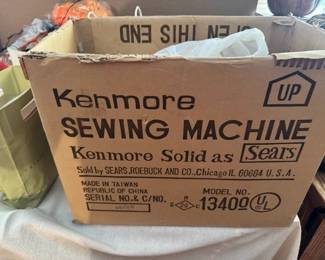 OPEN THIS END
UP
Kenmore
SEWING MACHINE
Kenmore Solid as Sears
Sold by SEARS, ROEBUCK AND CO., Chicago IL. 60684 U.S.A.
MADE IN TAIWAN
REPUBLIC OF CHINA
SERIAL NO. & C/NO.
MODEL NO.
13400 UL